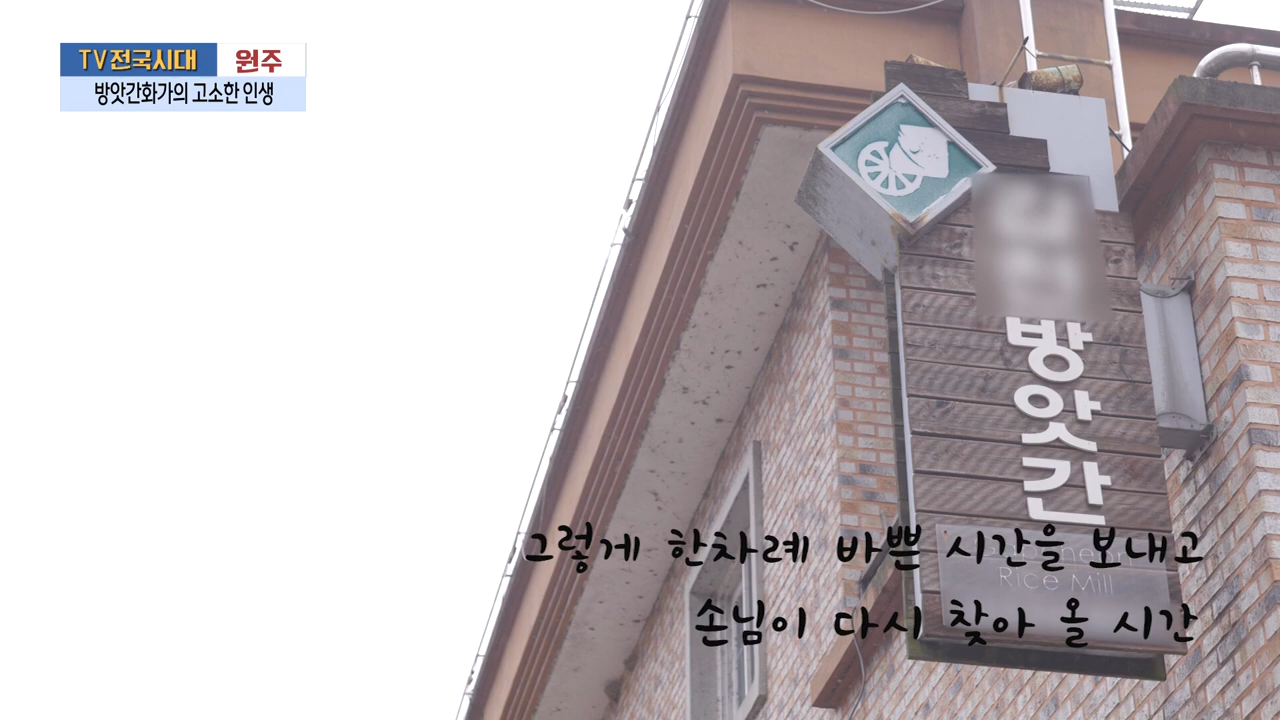 TV전국시대 원주
방앗간화가의 고소한 인생
방앗간
Rice Mill
그렇게 한차례 바쁜 시간을 보내고
손님이 다시 찾아 올 시간